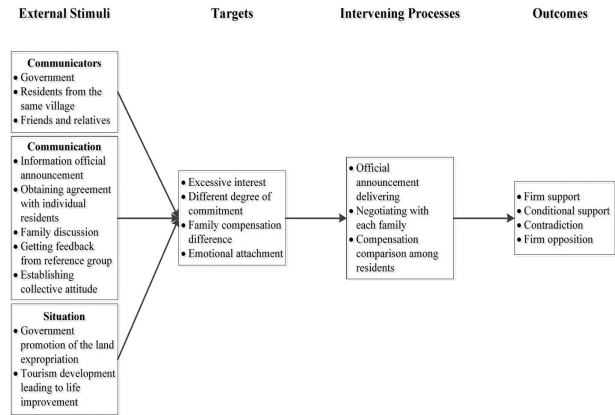 External Stimuli
Targets
Intervening Processes
Outcomes
Communicators
• Government
• Residents from the
same village
• Friends and relatives
Communication
• Information official
announcement
• Obtaining agreement
with individual
residents
• Family discussion
• Getting feedback
from reference group
• Establishing
collective attitude
Situation
• Government
promotion of the land
expropriation
• Tourism development
leading to life
improvement
• Excessive interest
• Different degree of
commitment
• Family compensation
difference
• Emotional attachment
• Official
announcement
delivering
• Negotiating with
each family
• Compensation
comparison among
residents
• Firm support
• Conditional support
• Contradiction
• Firm opposition